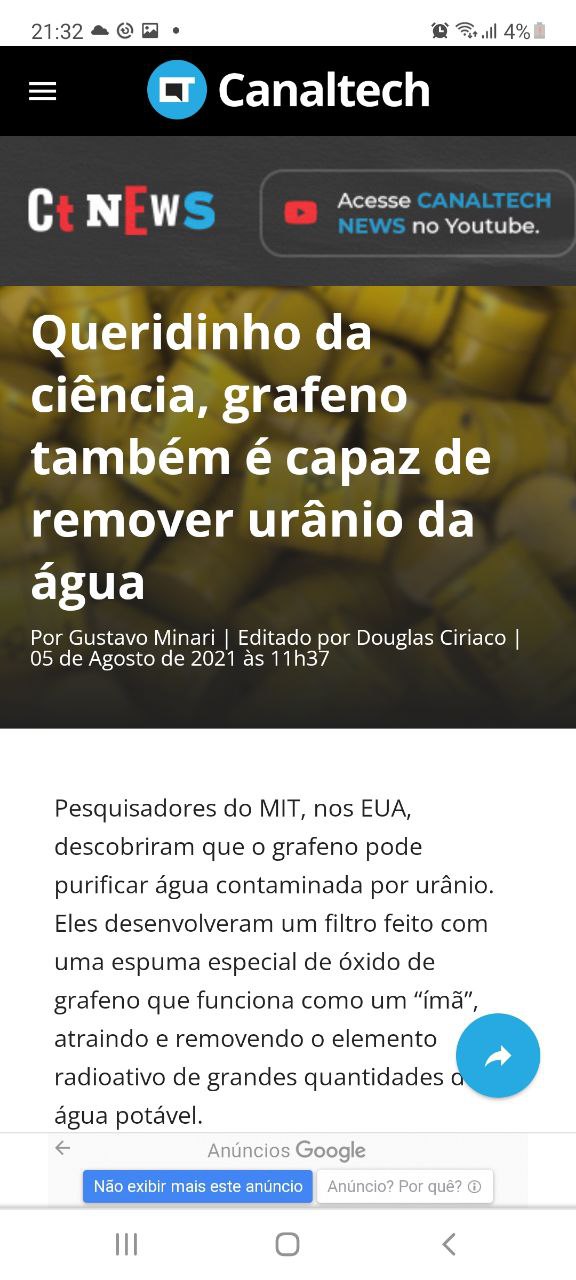 21:32
4%
Canaltech
Ct NEWS
Acesse CANALTECH
NEWS no Youtube.
Queridinho da
ciência, grafeno
também é capaz de
remover urânio da
água
Por Gustavo Minari | Editado por Douglas Ciriaco |
05 de Agosto de 2021 às 11h37
Pesquisadores do MIT, nos EUA,
descobriram que o grafeno pode
purificar água contaminada por urânio.
Eles desenvolveram um filtro feito com
uma espuma especial de óxido de
grafeno que funciona como um “ímã”,
atraindo e removendo o elemento
radioativo de grandes quantidades
água potável.
Anúncios Google
Não exibir mais este anúncio
Anúncio? Por quê?